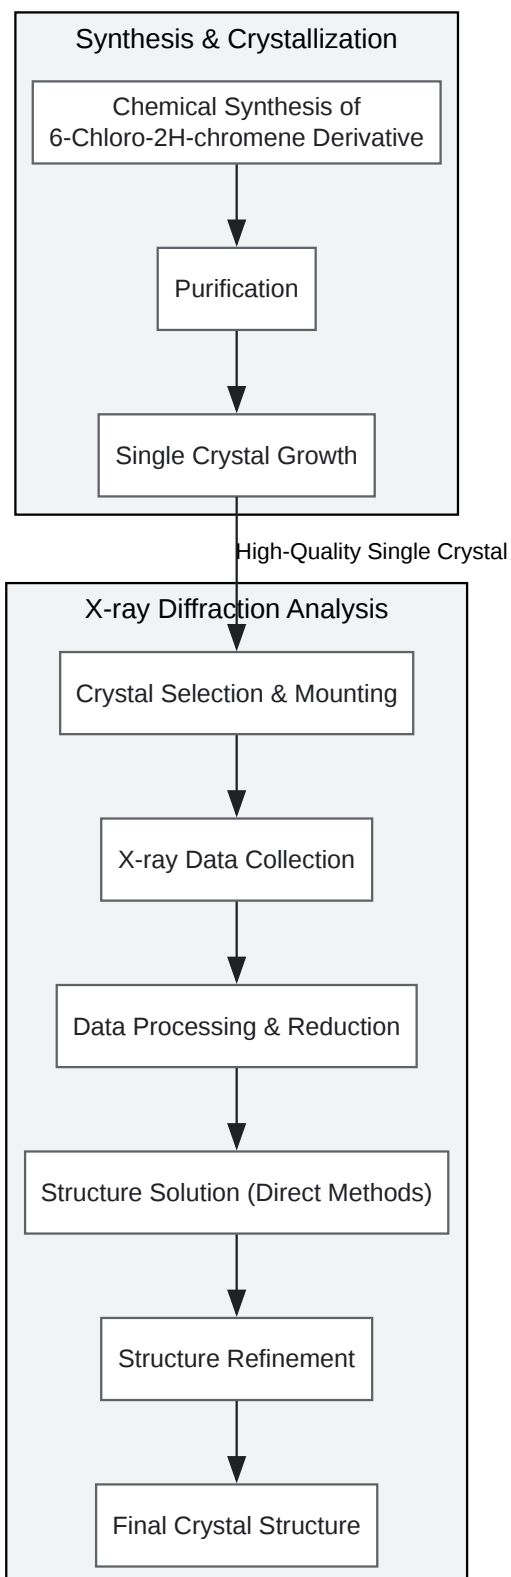 Synthesis & Crystallization
Chemical Synthesis of
6-Chloro-2H-chromene Derivative
Purification
Single Crystal Growth
High-Quality Single Crystal
X-ray Diffraction Analysis
Crystal Selection & Mounting
X-ray Data Collection
Data Processing & Reduction
Structure Solution (Direct Methods)
Structure Refinement
Final Crystal Structure